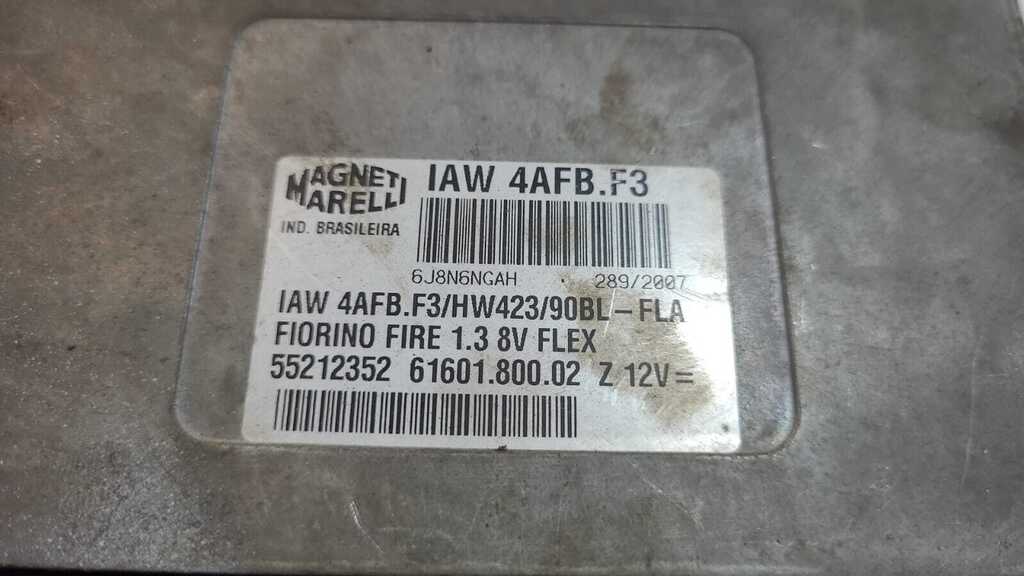 MAGNETI MARELLI
IAW 4AFB.F3
IND. BRASILEIRA
6J8N6NGAH 289/2007
IAW 4AFB.F3/HW423/90BL-FLA
FIORINO FIRE 1.3 8V FLEX
55212352 61601.800.02 Z 12V=